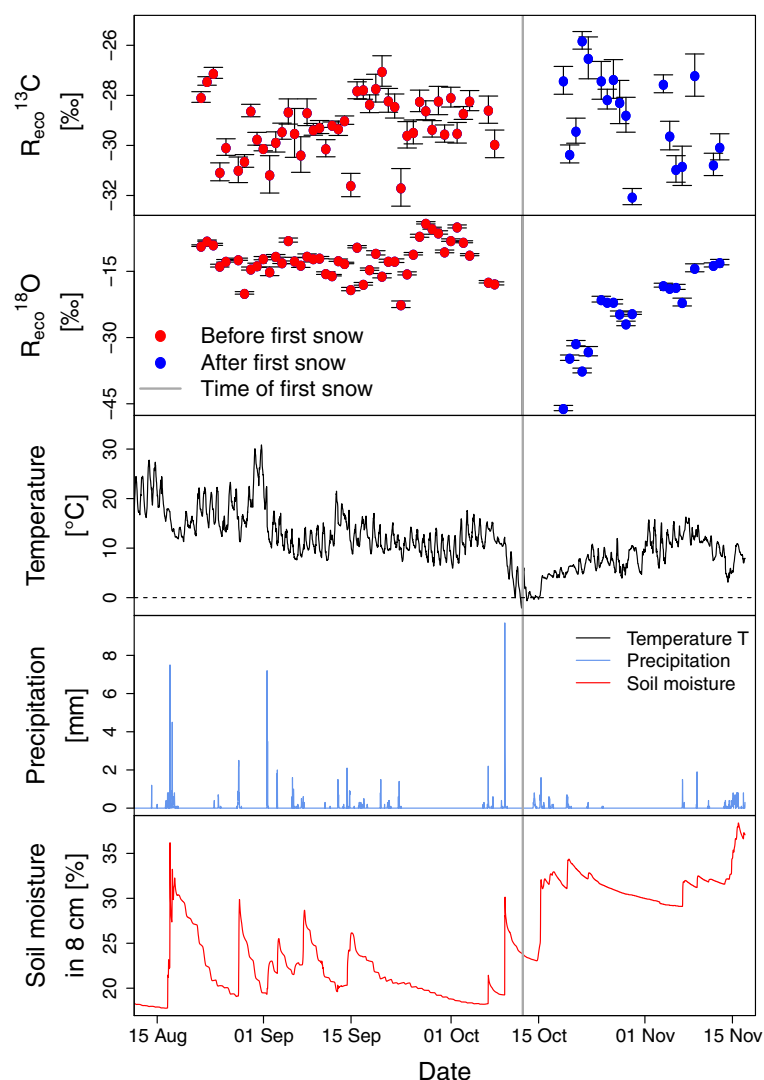 R_eco ¹³C
[‰]
−26
−28
−30
−32
R_eco ¹⁸O
[‰]
−15
−30
−45
Before first snow
After first snow
Time of first snow
Temperature
[°C]
30
20
10
0
Precipitation
[mm]
8
6
4
2
0
Temperature T
Precipitation
Soil moisture
Soil moisture
in 8 cm [%]
35
30
25
20
15 Aug 01 Sep 15 Sep 01 Oct 15 Oct 01 Nov 15 Nov
Date